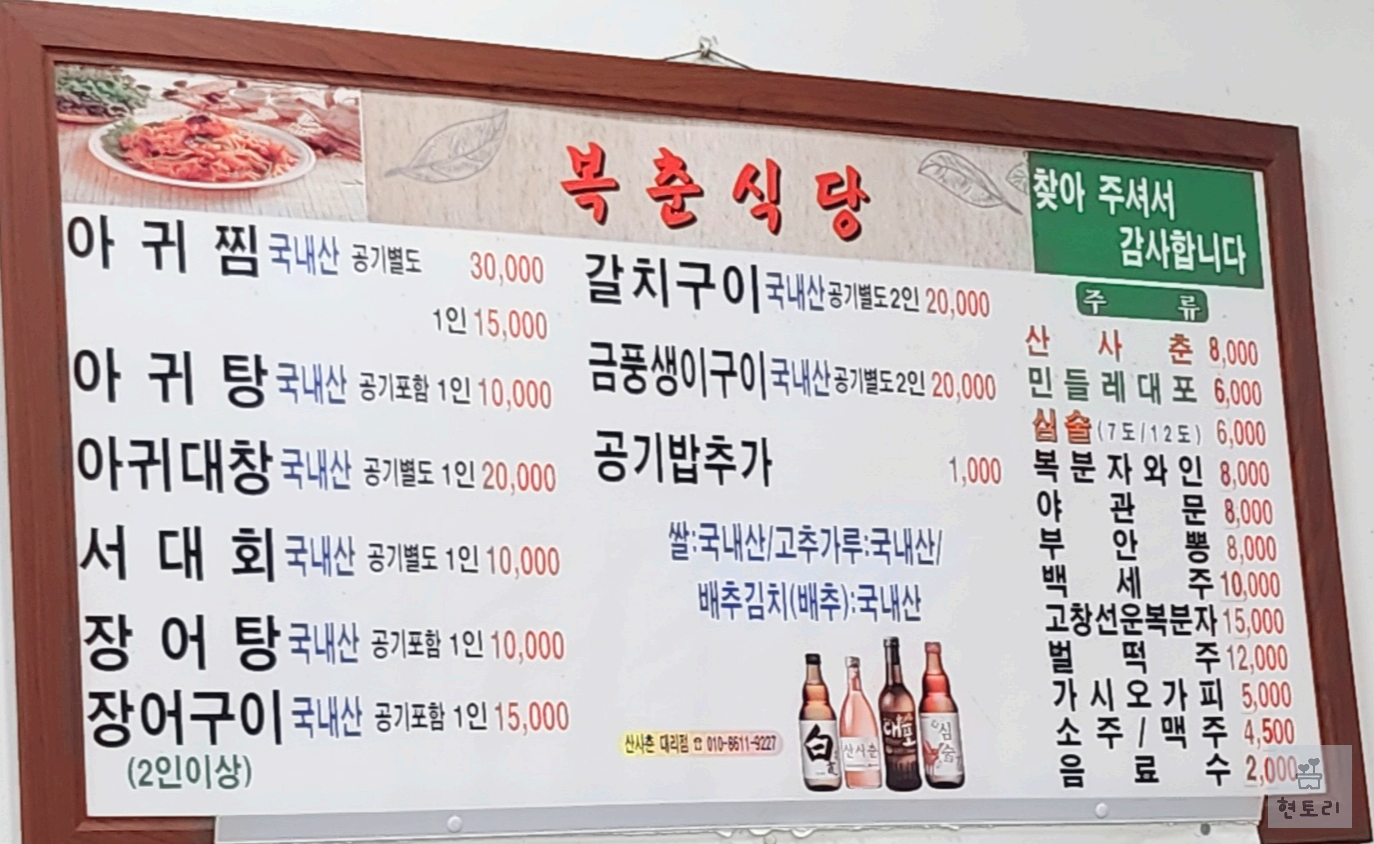 복춘식당
찾아 주셔서
감사합니다
아귀찜 국내산 공기별도 30,000
1인 15,000
아귀탕 국내산 공기포함 1인 10,000
아귀대창 국내산 공기별도 1인 20,000
서대회 국내산 공기별도 1인 10,000
장어탕 국내산 공기포함 1인 10,000
장어구이 국내산 공기포함 1인 15,000
(2인이상)
갈치구이 국내산 공기별도 2인 20,000
금풍생이구이 국내산 공기별도 2인 20,000
공기밥추가 1,000
쌀:국내산/고추가루:국내산/
배추김치(배추):국내산
산사춘 대리점 ☎ 010-8611-9227
白
산사춘
대포
심술
주류
산사춘 8,000
민들레대포 6,000
심술(7도/12도) 6,000
복분자와인 8,000
야관문 8,000
부안뽕 8,000
백세주 10,000
고창선운복분자 15,000
벌떡주 12,000
가시오가피 5,000
소주/맥주 4,500
음료수 2,000
현토리